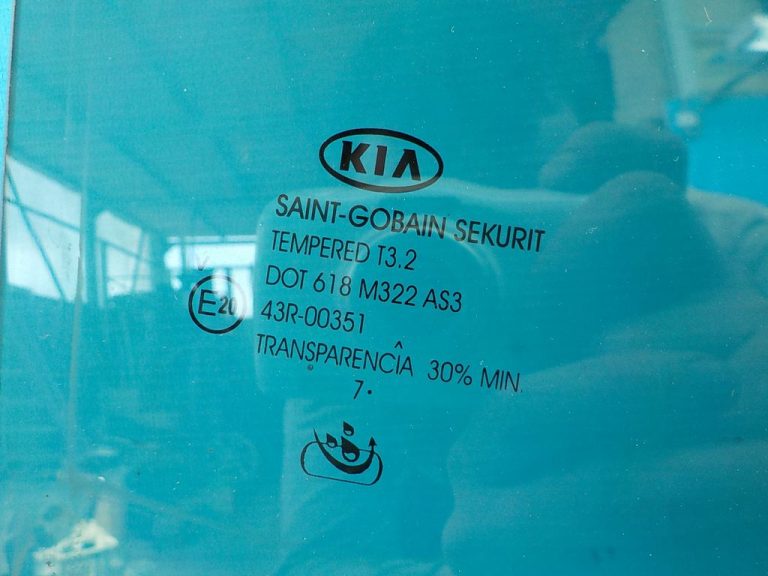 KIA
SAINT-GOBAIN SEKURIT
TEMPERED T3.2
DOT 618 M322 AS3
E20 43R-00351
TRANSPARENCÎA 30% MIN.
7·